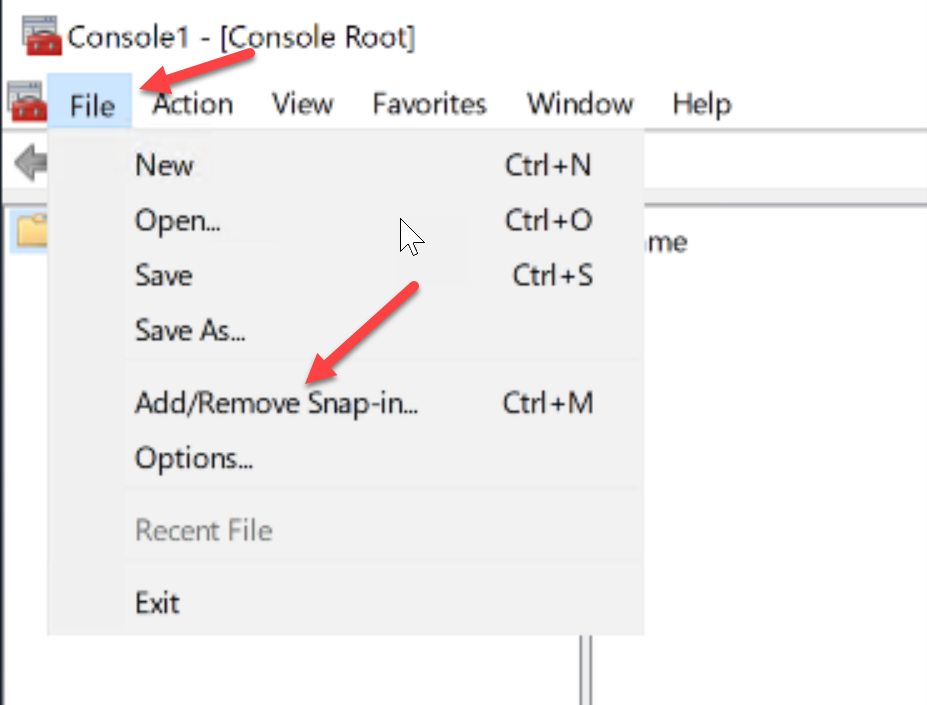 Console1 - [Console Root]
File Action View Favorites Window Help
New Ctrl+N
Open... Ctrl+O
Save Ctrl+S
Save As...
Add/Remove Snap-in... Ctrl+M
Options...
Recent File
Exit